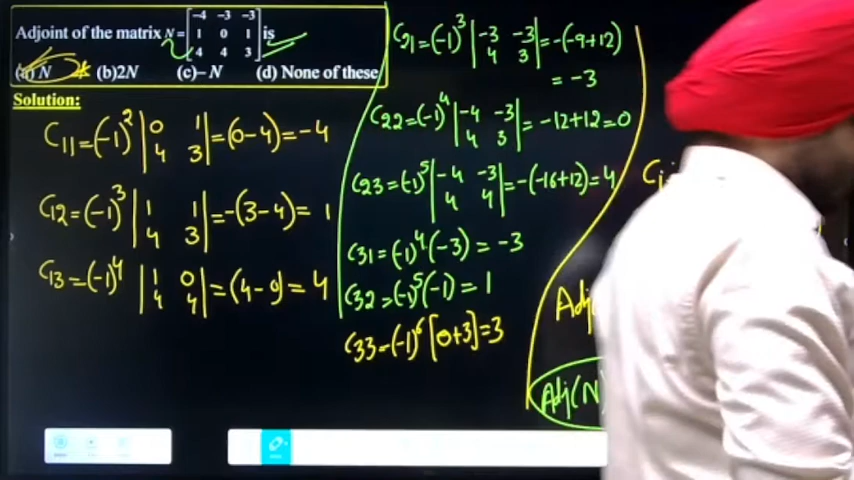 Adjoint of the matrix N = [−4 −3 −3; 1 0 1; 4 4 3] is
(a) N (b) 2N (c) – N (d) None of these
Solution:
C11 = (-1)^2 |0 1; 4 3| = (0-4) = -4
C12 = (-1)^3 |1 1; 4 3| = -(3-4) = 1
C13 = (-1)^4 |1 0; 4 4| = (4-0) = 4
C21 = (-1)^3 |-3 -3; 4 3| = -(-9+12)
= -3
C22 = (-1)^4 |-4 -3; 4 3| = -12+12 = 0
C23 = (-1)^5 |-4 -3; 4 4| = -(-16+12) = 4
C31 = (-1)^4 (-3) = -3
C32 = (-1)^5 (-1) = 1
C33 = (-1)^6 [0+3] = 3
Adj(N)